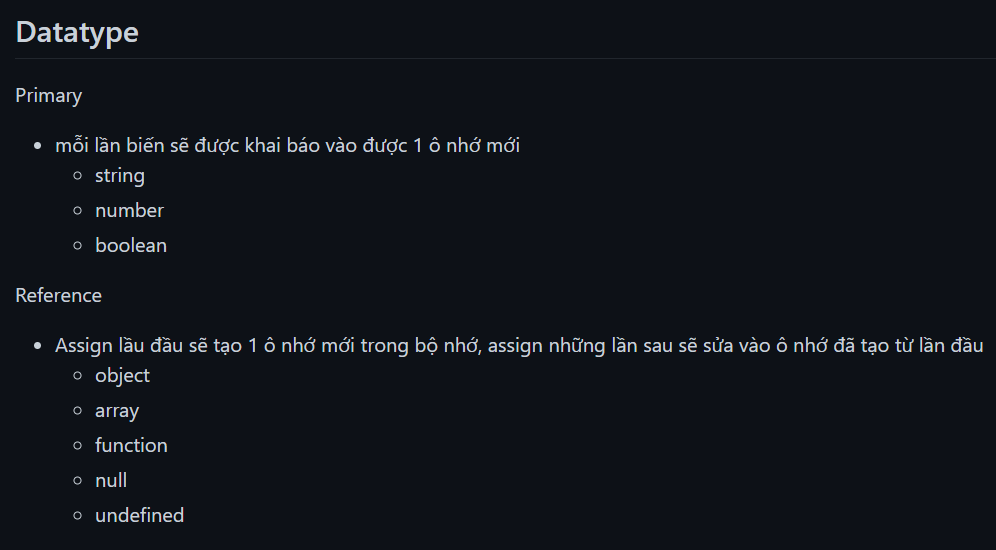 Datatype
Primary
mỗi lần biến sẽ được khai báo vào được 1 ô nhớ mới
string
number
boolean
Reference
Assign lầu đầu sẽ tạo 1 ô nhớ mới trong bộ nhớ, assign những lần sau sẽ sửa vào ô nhớ đã tạo từ lần đầu
object
array
function
null
undefined